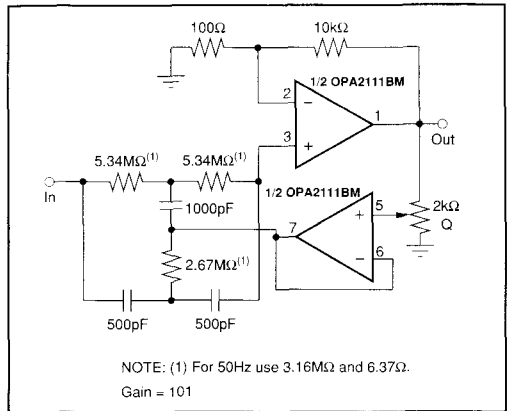 100Ω
10kΩ
1/2 OPA2111BM
2
−
1
3
+
Out
5.34MΩ(1)
5.34MΩ(1)
1/2 OPA2111BM
In
1000pF
7
+
5
2kΩ
Q
−
6
2.67MΩ(1)
500pF
500pF
NOTE: (1) For 50Hz use 3.16MΩ and 6.37Ω.
Gain = 101